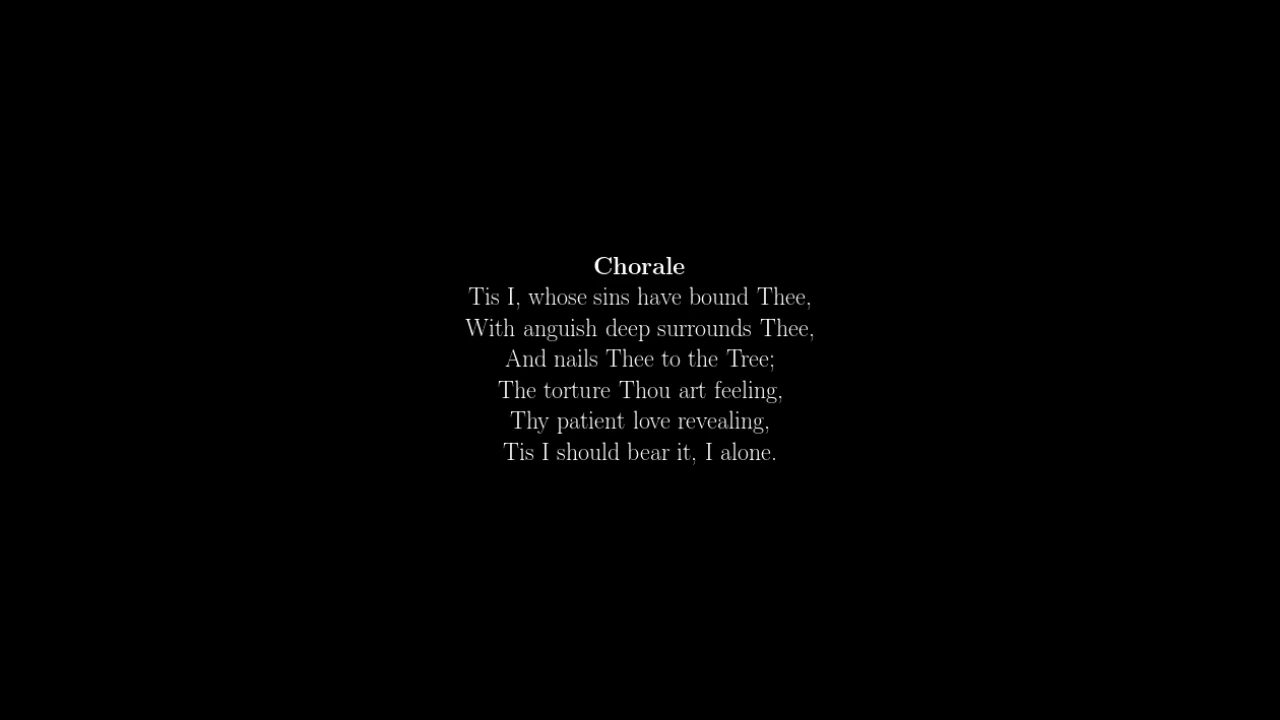 Chorale
Tis I, whose sins have bound Thee,
With anguish deep surrounds Thee,
And nails Thee to the Tree;
The torture Thou art feeling,
Thy patient love revealing,
Tis I should bear it, I alone.